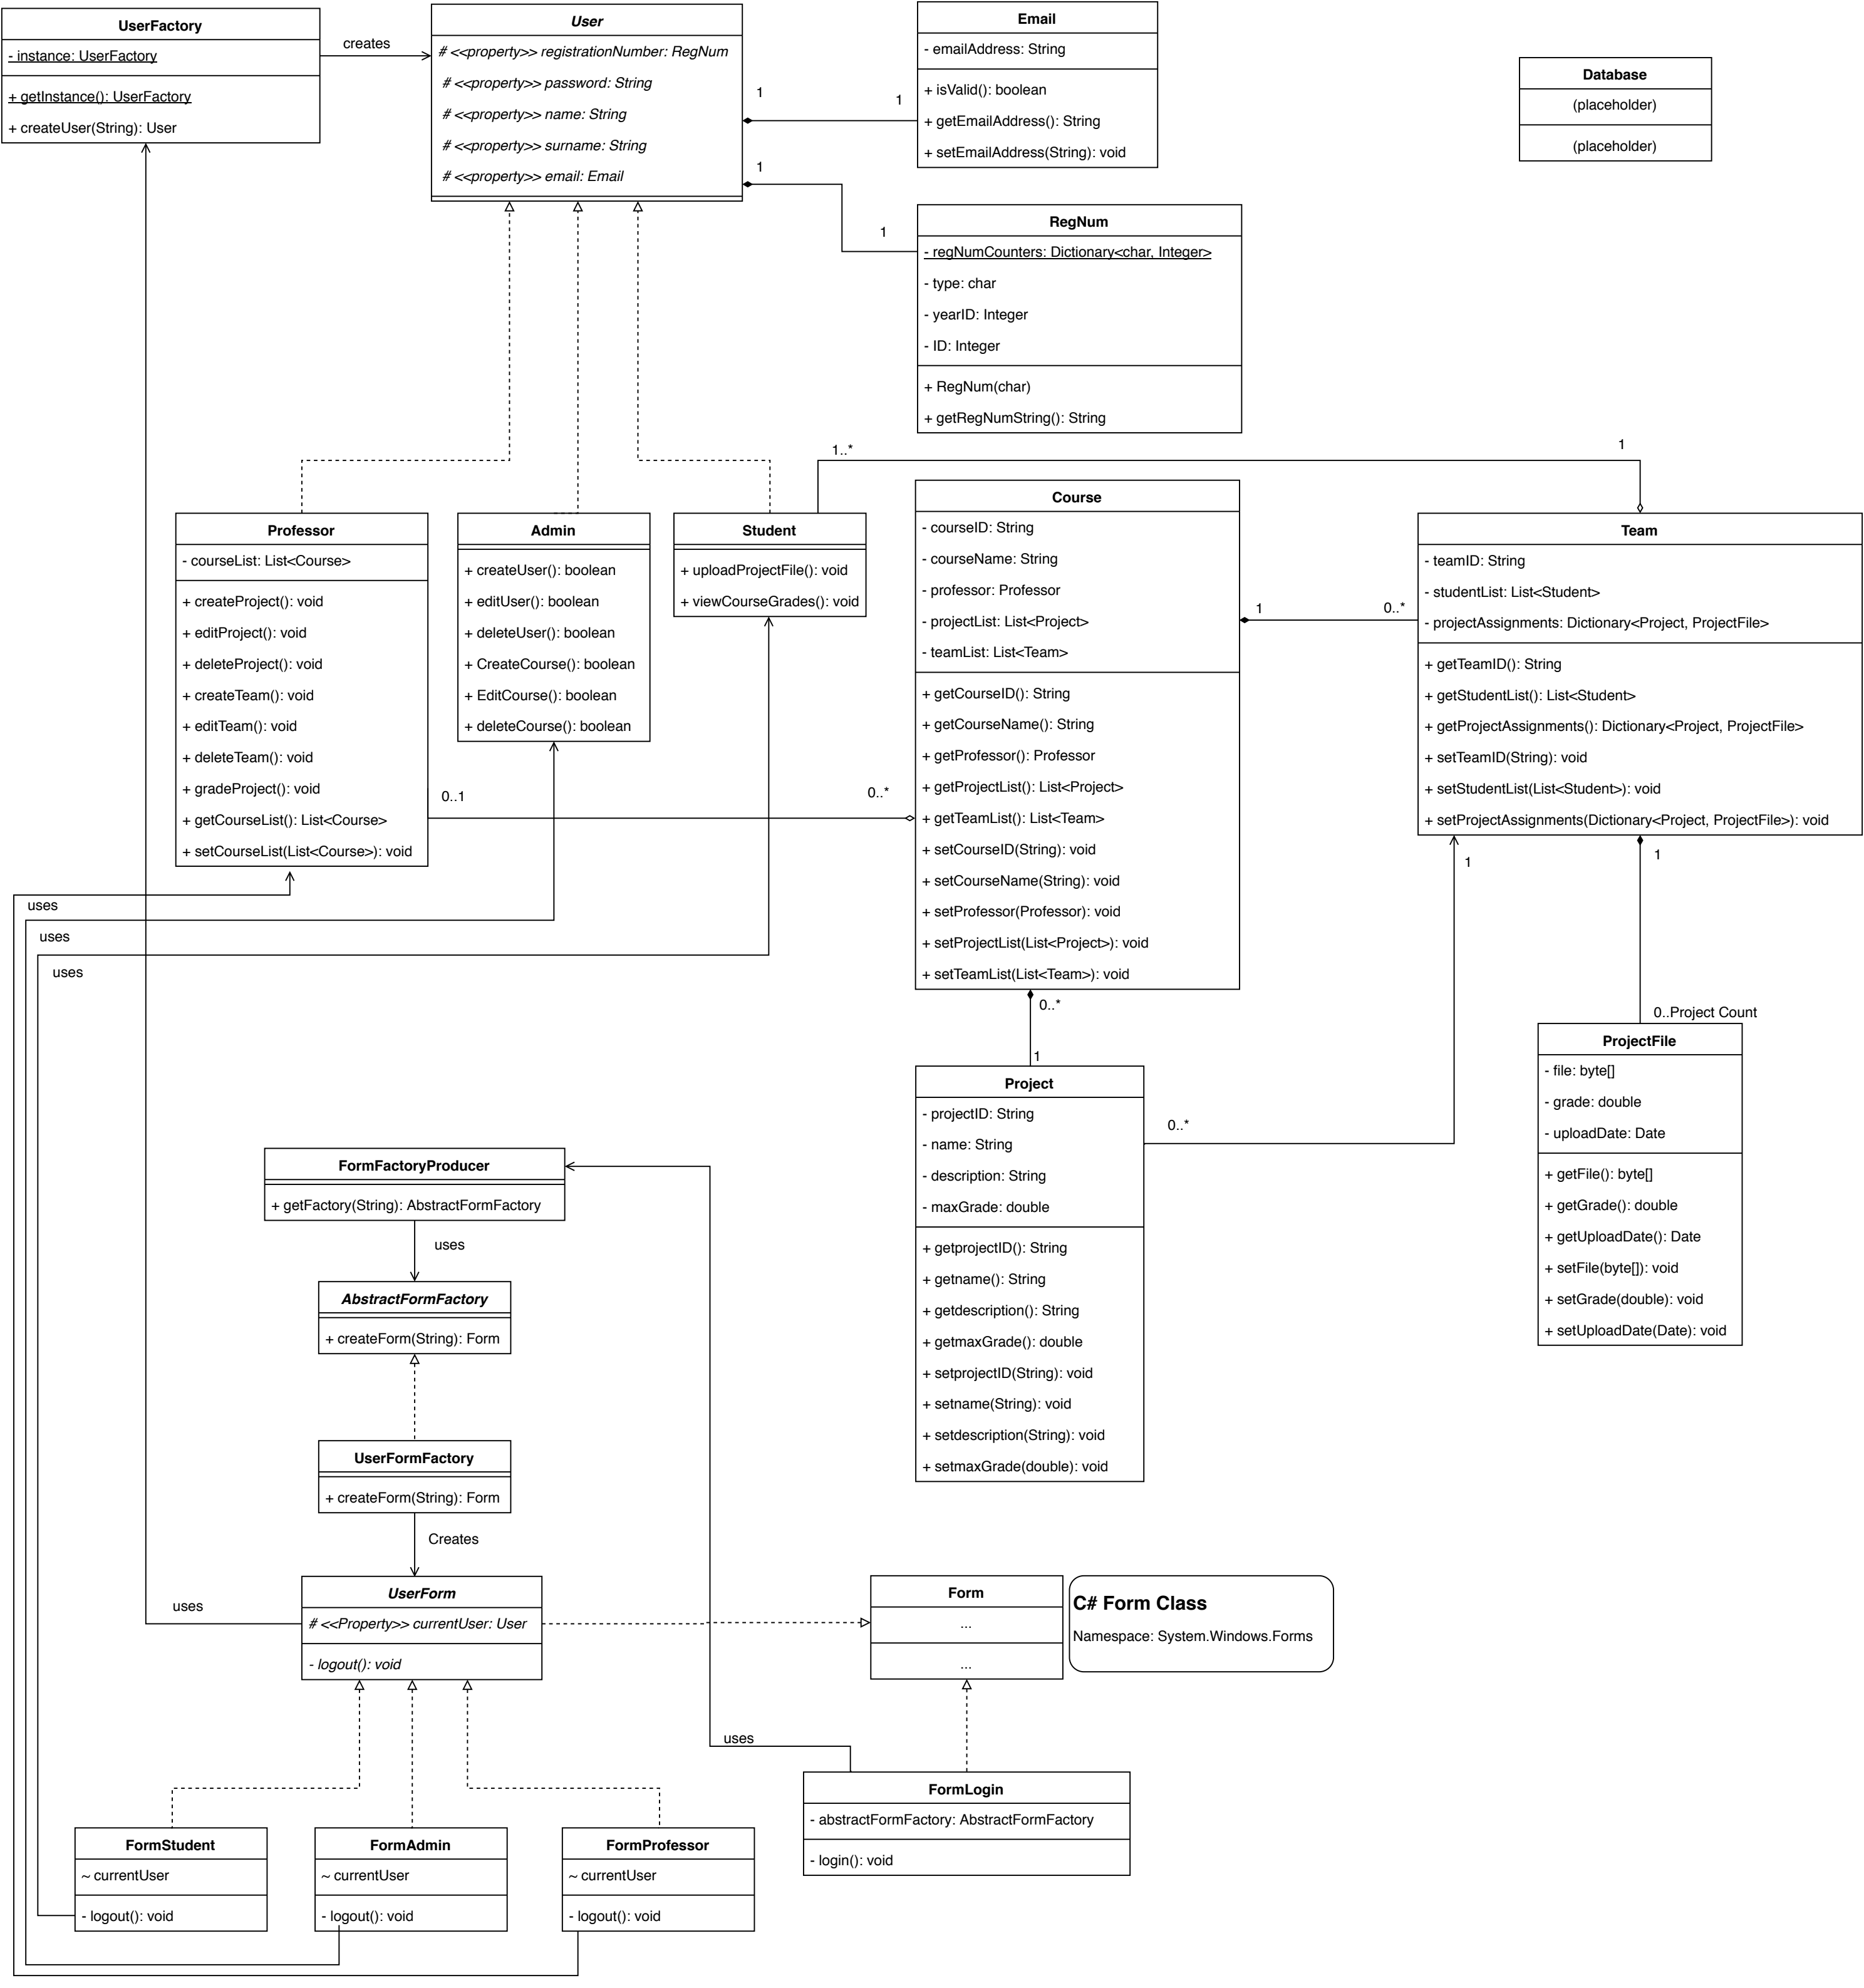 UserFactory
- instance: UserFactory
+ getInstance(): UserFactory
+ createUser(String): User
creates
User
# <<property>> registrationNumber: RegNum
# <<property>> password: String
# <<property>> name: String
# <<property>> surname: String
# <<property>> email: Email
1
1
1
1
Email
- emailAddress: String
+ isValid(): boolean
+ getEmailAddress(): String
+ setEmailAddress(String): void
Database
(placeholder)
(placeholder)
RegNum
- regNumCounters: Dictionary<char, Integer>
- type: char
- yearID: Integer
- ID: Integer
+ RegNum(char)
+ getRegNumString(): String
1..*
1
Professor
- courseList: List<Course>
+ createProject(): void
+ editProject(): void
+ deleteProject(): void
+ createTeam(): void
+ editTeam(): void
+ deleteTeam(): void
+ gradeProject(): void
+ getCourseList(): List<Course>
+ setCourseList(List<Course>): void
Admin
+ createUser(): boolean
+ editUser(): boolean
+ deleteUser(): boolean
+ CreateCourse(): boolean
+ EditCourse(): boolean
+ deleteCourse(): boolean
Student
+ uploadProjectFile(): void
+ viewCourseGrades(): void
0..1
0..*
Course
- courseID: String
- courseName: String
- professor: Professor
- projectList: List<Project>
- teamList: List<Team>
+ getCourseID(): String
+ getCourseName(): String
+ getProfessor(): Professor
+ getProjectList(): List<Project>
+ getTeamList(): List<Team>
+ setCourseID(String): void
+ setCourseName(String): void
+ setProfessor(Professor): void
+ setProjectList(List<Project>): void
+ setTeamList(List<Team>): void
1
0..*
Team
- teamID: String
- studentList: List<Student>
- projectAssignments: Dictionary<Project, ProjectFile>
+ getTeamID(): String
+ getStudentList(): List<Student>
+ getProjectAssignments(): Dictionary<Project, ProjectFile>
+ setTeamID(String): void
+ setStudentList(List<Student>): void
+ setProjectAssignments(Dictionary<Project, ProjectFile>): void
1
1
uses
uses
uses
0..*
1
0..Project Count
ProjectFile
- file: byte[]
- grade: double
- uploadDate: Date
+ getFile(): byte[]
+ getGrade(): double
+ getUploadDate(): Date
+ setFile(byte[]): void
+ setGrade(double): void
+ setUploadDate(Date): void
Project
- projectID: String
- name: String
- description: String
- maxGrade: double
+ getprojectID(): String
+ getname(): String
+ getdescription(): String
+ getmaxGrade(): double
+ setprojectID(String): void
+ setname(String): void
+ setdescription(String): void
+ setmaxGrade(double): void
0..*
FormFactoryProducer
+ getFactory(String): AbstractFormFactory
uses
AbstractFormFactory
+ createForm(String): Form
UserFormFactory
+ createForm(String): Form
Creates
UserForm
# <<Property>> currentUser: User
- logout(): void
uses
Form
...
...
C# Form Class
Namespace: System.Windows.Forms
uses
FormLogin
- abstractFormFactory: AbstractFormFactory
- login(): void
FormStudent
~ currentUser
- logout(): void
FormAdmin
~ currentUser
- logout(): void
FormProfessor
~ currentUser
- logout(): void